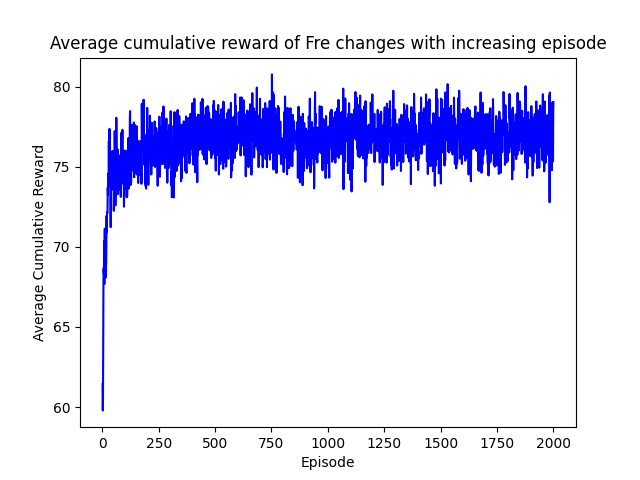 Average cumulative reward of Fre changes with increasing episode
Average Cumulative Reward
80
75
70
65
60
0 250 500 750 1000 1250 1500 1750 2000
Episode